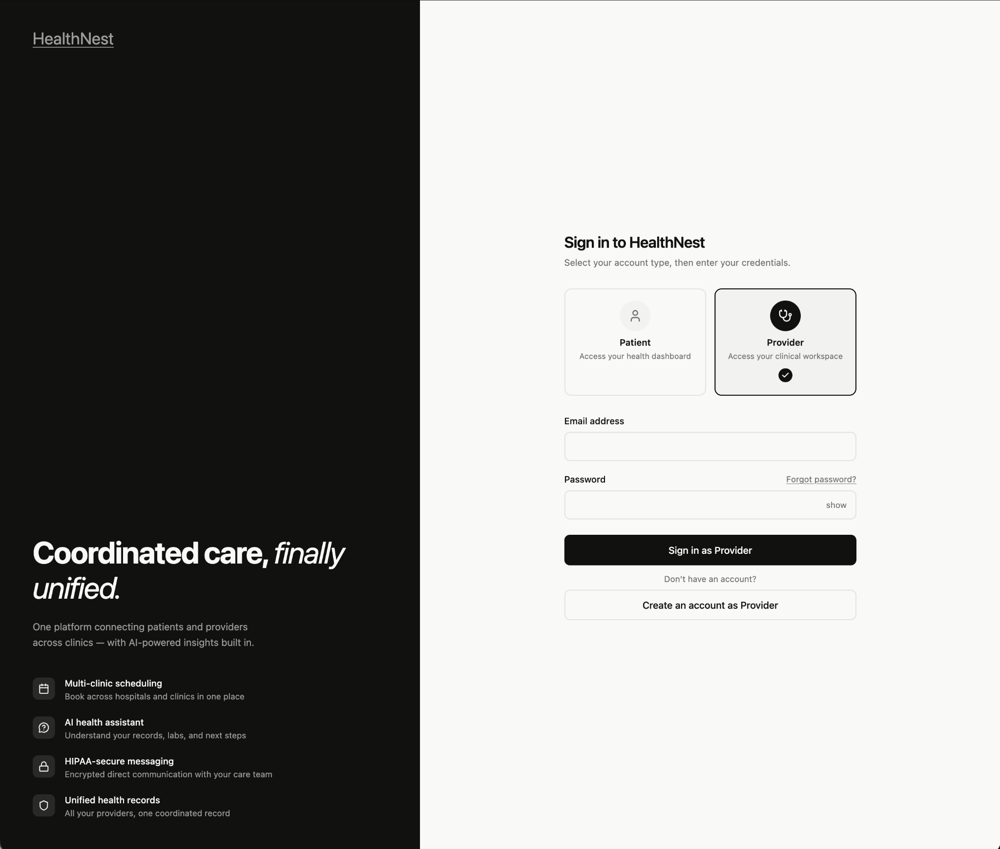 HealthNest
Coordinated care, finally
unified.
One platform connecting patients and providers
across clinics — with AI-powered insights built in.
Multi-clinic scheduling
Book across hospitals and clinics in one place
AI health assistant
Understand your records, labs, and next steps
HIPAA-secure messaging
Encrypted direct communication with your care team
Unified health records
All your providers, one coordinated record
Sign in to HealthNest
Select your account type, then enter your credentials.
Patient
Access your health dashboard
Provider
Access your clinical workspace
Email address
Password
Forgot password?
show
Sign in as Provider
Don't have an account?
Create an account as Provider